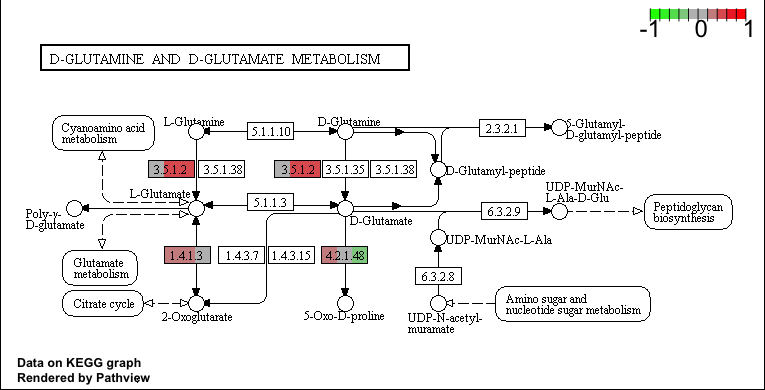 -1 0 1
D-GLUTAMINE AND D-GLUTAMATE METABOLISM
Cyanoamino acid
metabolism
L-Glutamine
5.1.1.10
D-Glutamine
2.3.2.1
5-Glutamyl-
D-glutamyl-peptide
3.5.1.2
3.5.1.38
3.5.1.2
3.5.1.35
3.5.1.38
D-Glutamyl-peptide
L-Glutamate
Poly-γ-
D-glutamate
5.1.1.3
D-Glutamate
UDP-MurNAc-
L-Ala-D-Glu
6.3.2.9
Peptidoglycan
biosynthesis
Glutamate
metabolism
1.4.1.3
1.4.3.7
1.4.3.15
4.2.1.48
UDP-MurNAc-L-Ala
6.3.2.8
Citrate cycle
2-Oxoglutarate
5-Oxo-D-proline
UDP-N-acetyl-
muramate
Amino sugar and
nucleotide sugar metabolism
Data on KEGG graph
Rendered by Pathview